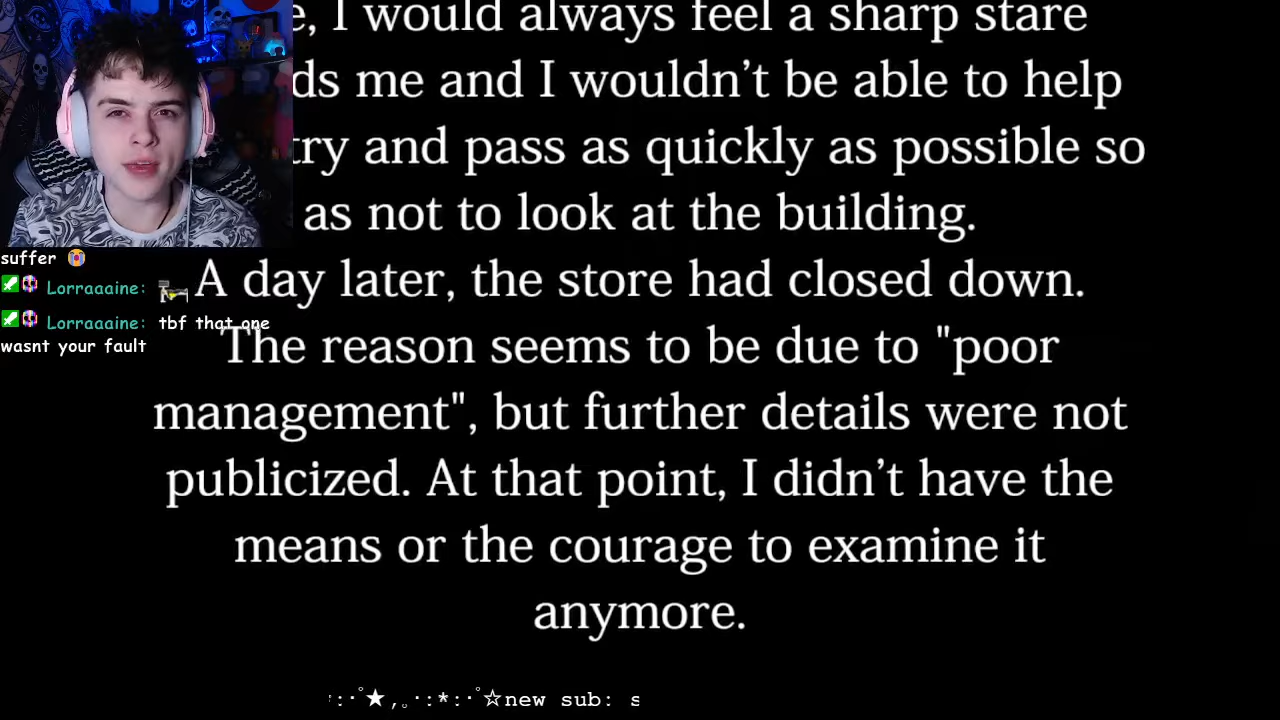 e, I would always feel a sharp stare
ds me and I wouldn’t be able to help
try and pass as quickly as possible so
as not to look at the building.
suffer 😭
Lorraaaine:
A day later, the store had closed down.
Lorraaaine: tbf that one
wasnt your fault
The reason seems to be due to "poor
management", but further details were not
publicized. At that point, I didn’t have the
means or the courage to examine it
anymore.
new sub: s